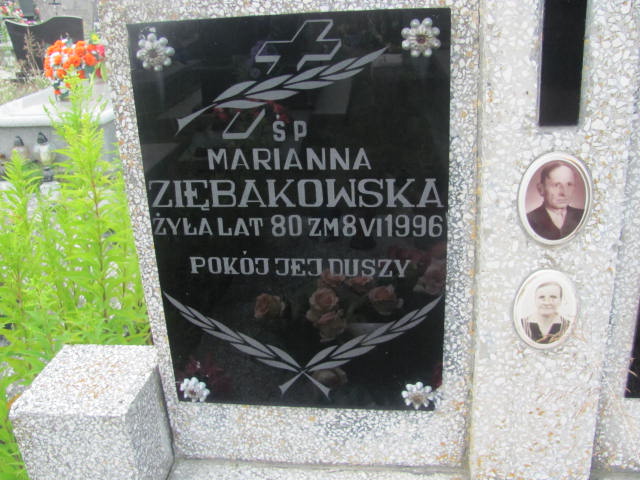 ŚP
MARIANNA
ZIĘBAKOWSKA
ŻYŁA LAT 80 ZM 8 VI 1996
POKÓJ JEJ DUSZY